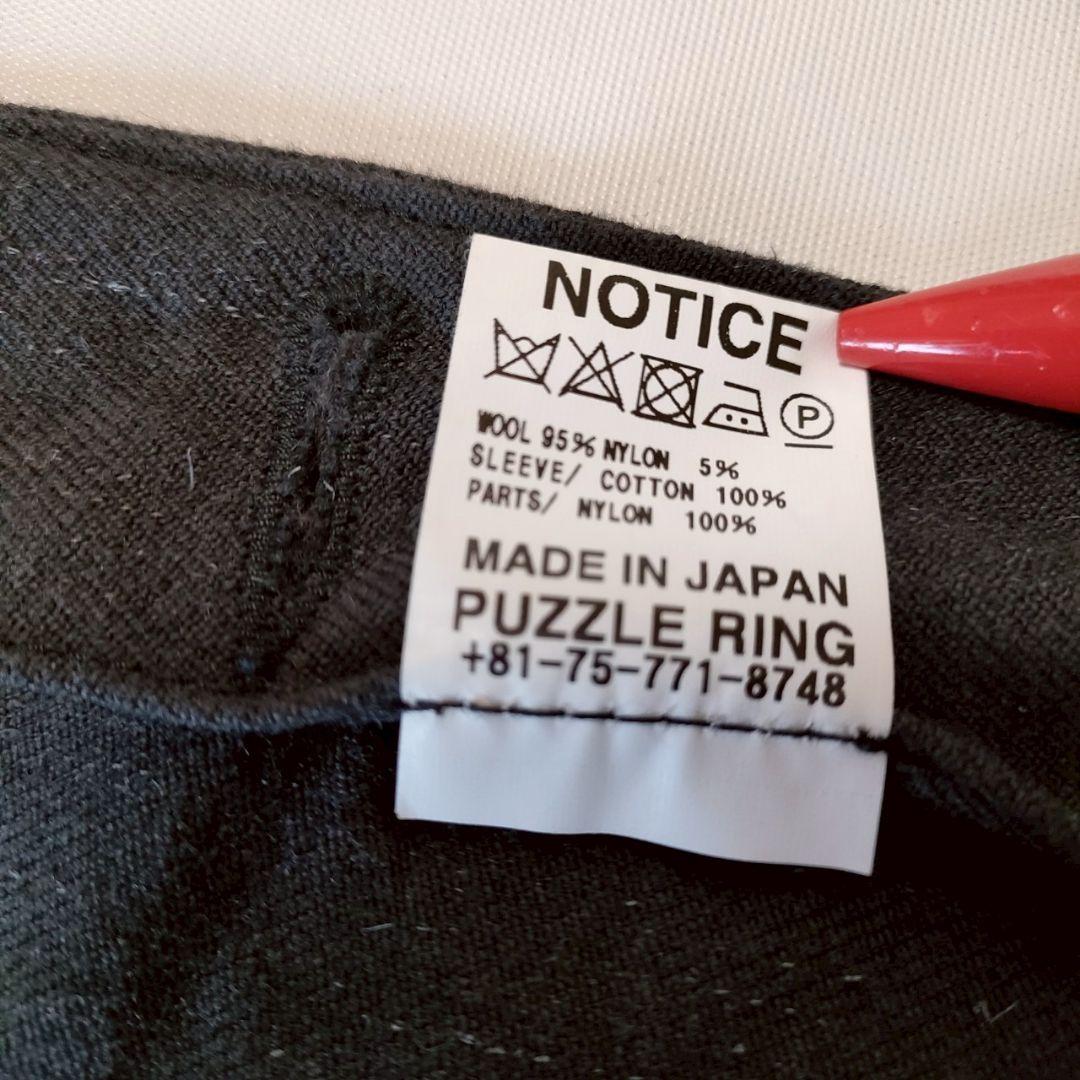 NOTICE
P
WOOL 95% NYLON 5%
SLEEVE/ COTTON 100%
PARTS/ NYLON 100%
MADE IN JAPAN
PUZZLE RING
+81-75-771-8748